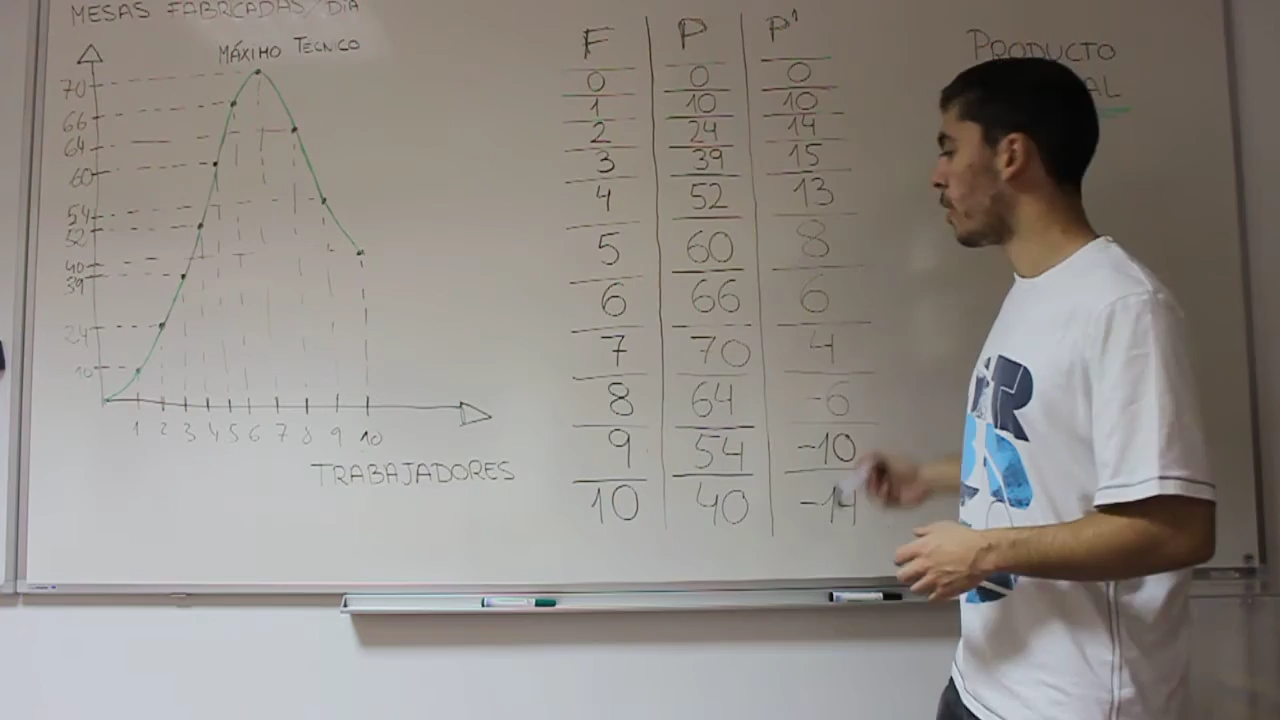 MESAS FABRICADAS/DÍA
MÁXIMO TECNICO
70
66
64
60
54
52
40
39
24
10
1 2 3 4 5 6 7 8 9 10
TRABAJADORES
F P P'
0 0 0
1 10 10
2 24 14
3 39 15
4 52 13
5 60 8
6 66 6
7 70 4
8 64 -6
9 54 -10
10 40 -14
PRODUCTO